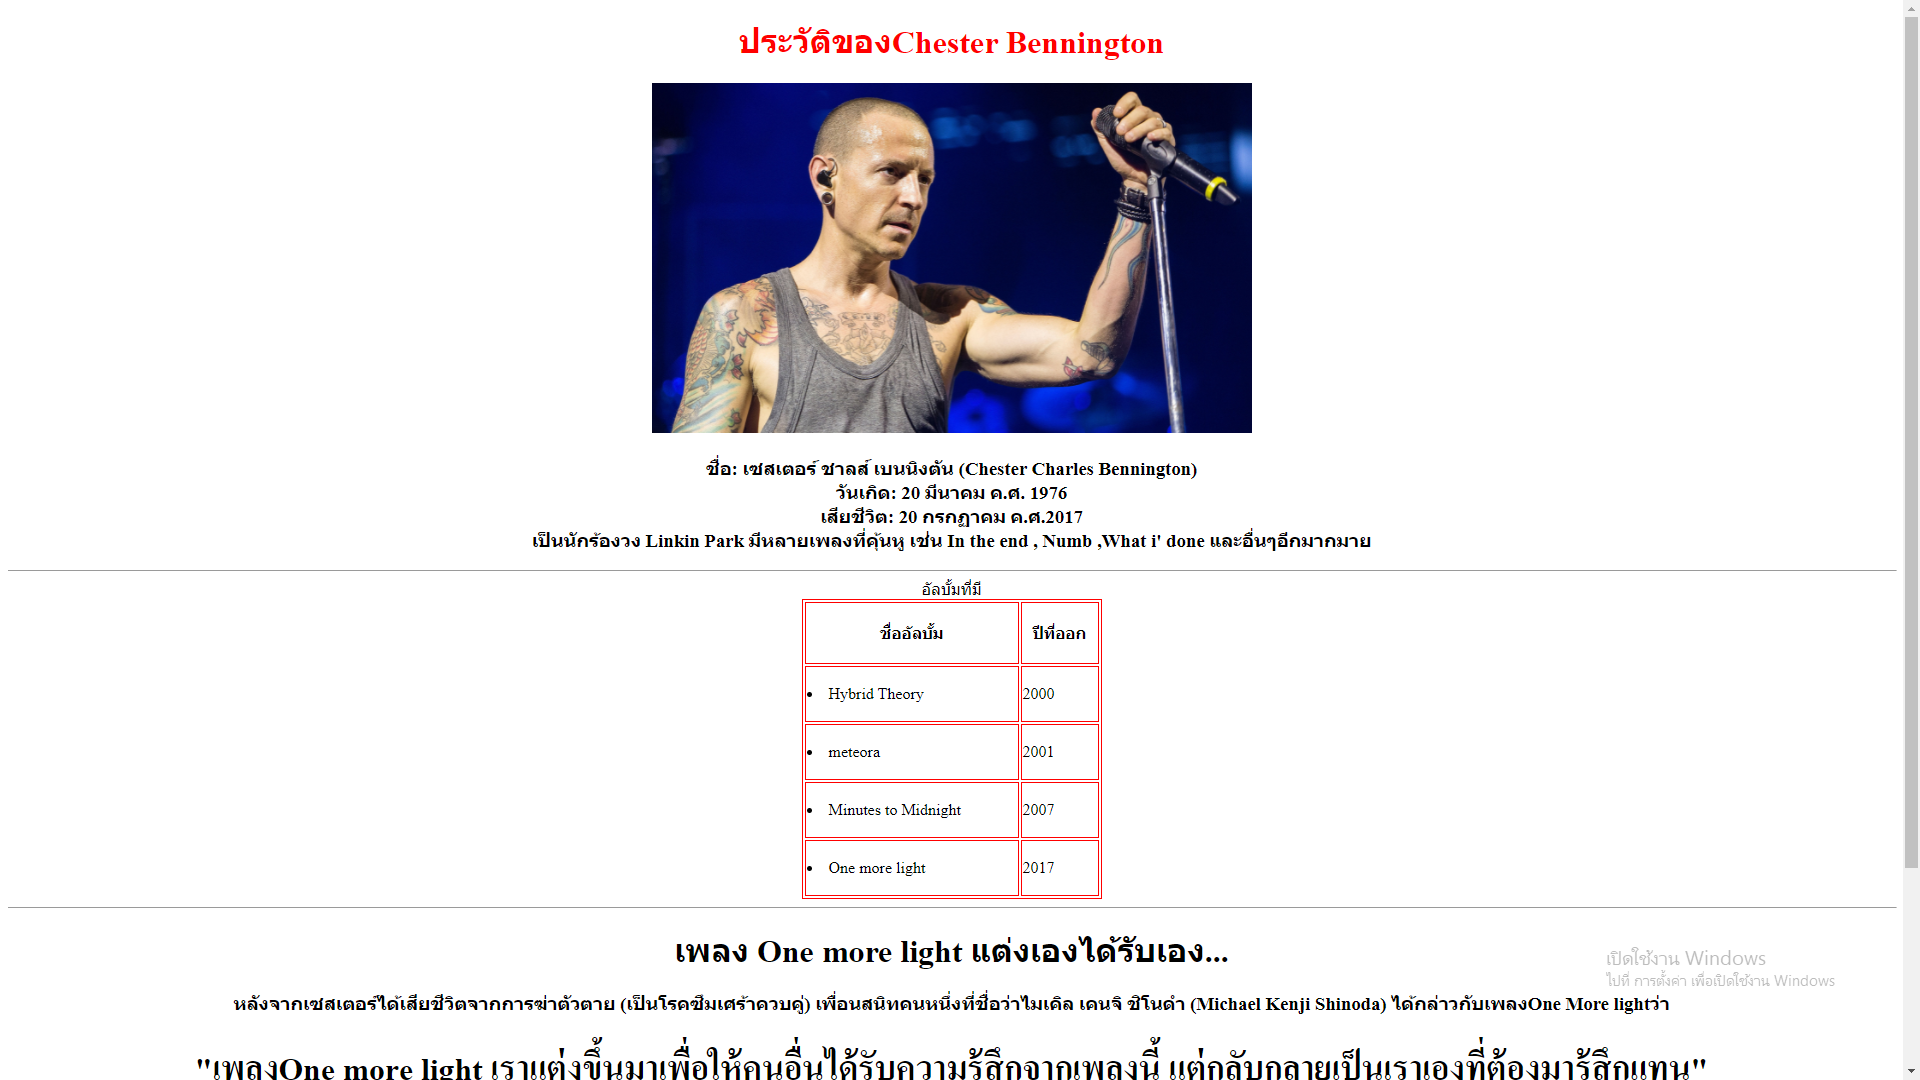 ประวัติของChester Bennington
ชื่อ: เซสเตอร์ ชาลส์ เบนนิงตัน (Chester Charles Bennington)
วันเกิด: 20 มีนาคม ค.ศ. 1976
เสียชีวิต: 20 กรกฏาคม ค.ศ.2017
เป็นนักร้องวง Linkin Park มีหลายเพลงที่คุ้นหู เช่น In the end , Numb ,What i' done และอื่นๆอีกมากมาย
อัลบั้มที่มี
ชื่ออัลบั้ม ปีที่ออก
• Hybrid Theory 2000
• meteora 2001
• Minutes to Midnight 2007
• One more light 2017
เพลง One more light แต่งเองได้รับเอง...
หลังจากเซสเตอร์ได้เสียชีวิตจากการฆ่าตัวตาย (เป็นโรคซึมเศร้าควบคู่) เพื่อนสนิทคนหนึ่งที่ชื่อว่าไมเคิล เคนจิ ชิโนดำ (Michael Kenji Shinoda) ได้กล่าวกับเพลงOne More lightว่า
"เพลงOne more light เราแต่งขึ้นมาเพื่อให้คนอื่นได้รับความรู้สึกจากเพลงนี้ แต่กลับกลายเป็นเราเองที่ต้องมารู้สึกแทน"
เปิดใช้งาน Windows
ไปที่ การตั้งค่า เพื่อเปิดใช้งาน Windows